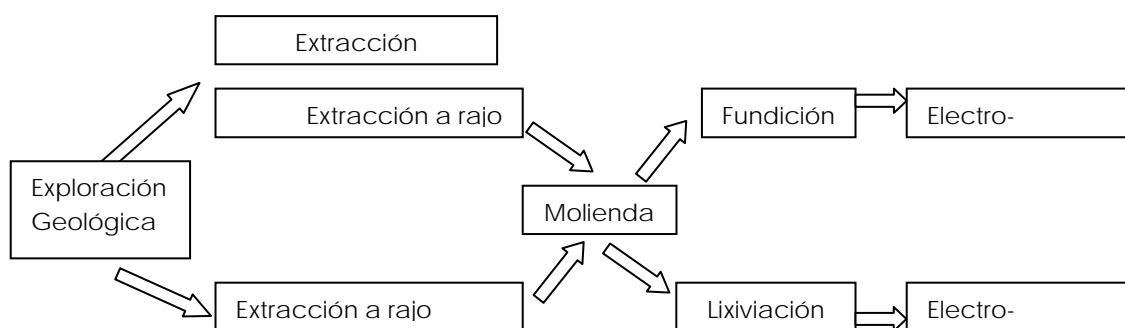 Extracción
Extracción a rajo
Fundición
Electro-
Exploración
Geológica
Molienda
Extracción a rajo
Lixiviación
Electro-